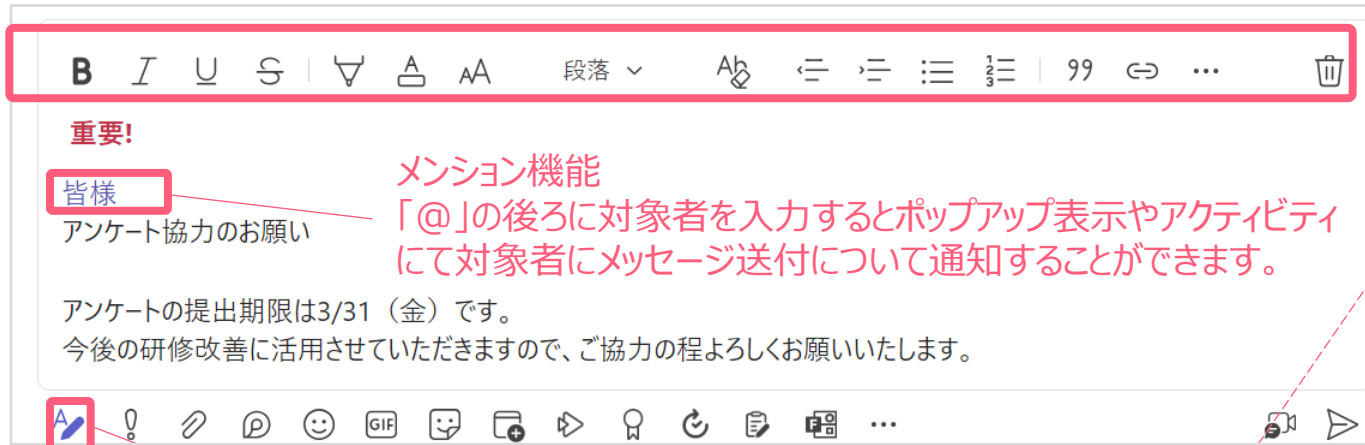 B I U S A AA 段落 Ab 99 ...
重要!
皆様
メンション機能
「@」の後ろに対象者を入力するとポップアップ表示やアクティビティ
にて対象者にメッセージ送付について通知することができます。
アンケート協力のお願い
アンケートの提出期限は3/31（金）です。
今後の研修改善に活用させていただきますので、ご協力の程よろしくお願いいたします。
A ! GIF ...